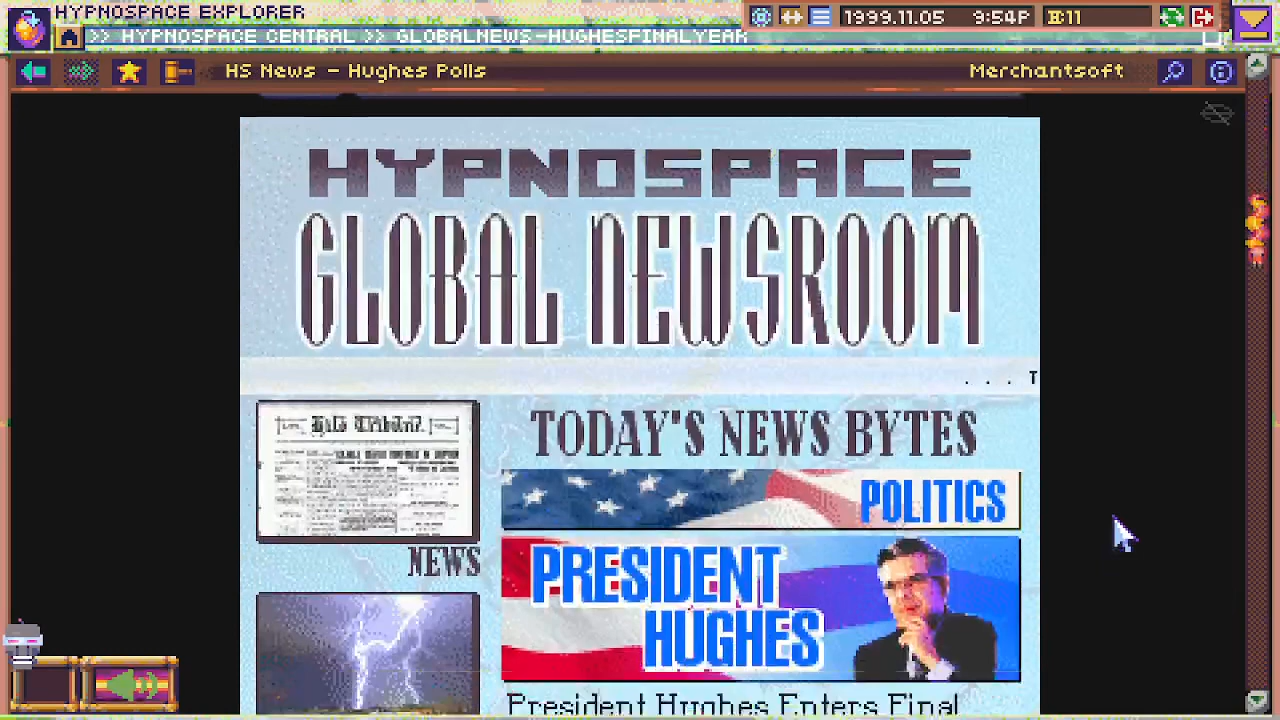 HYPNOSPACE EXPLORER
1999.11.05 9:54P
:11
>> HYPNOSPACE CENTRAL >> GLOBALNEWS-HUGHESFINALYEAR
HS News - Hughes Polls
Merchantsoft
HYPNOSPACE
GLOBAL NEWSROOM
. . . T
TODAY'S NEWS BYTES
POLITICS
NEWS
PRESIDENT
HUGHES
President Hughes Enters Final